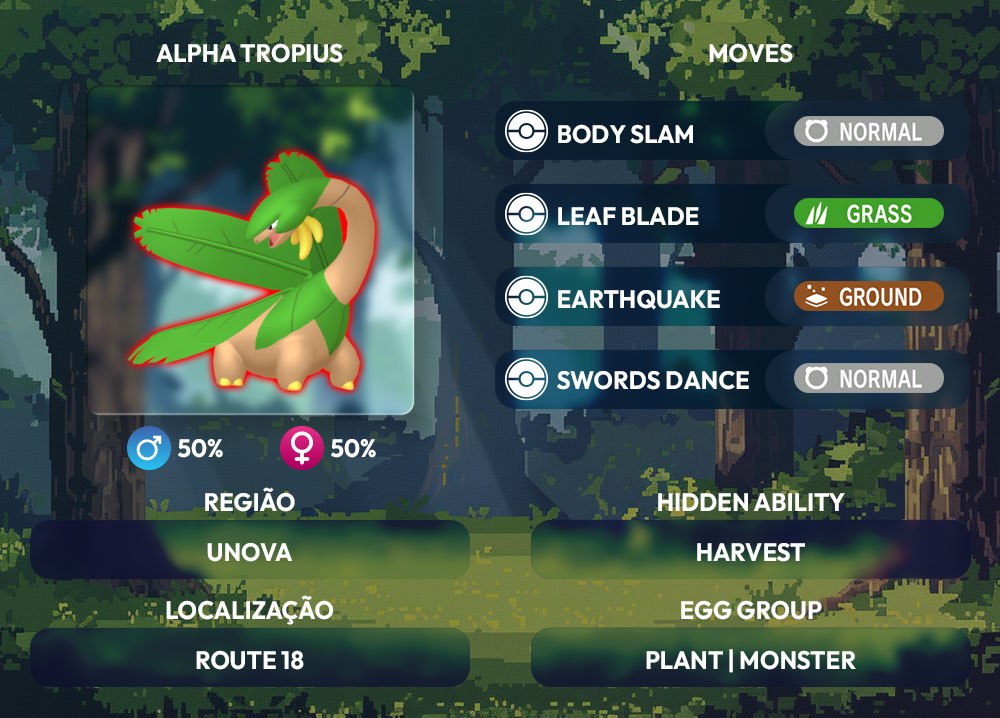 ALPHA TROPIUS
50%
50%
REGIÃO
UNOVA
LOCALIZAÇÃO
ROUTE 18
MOVES
BODY SLAM NORMAL
LEAF BLADE GRASS
EARTHQUAKE GROUND
SWORDS DANCE NORMAL
HIDDEN ABILITY
HARVEST
EGG GROUP
PLANT | MONSTER